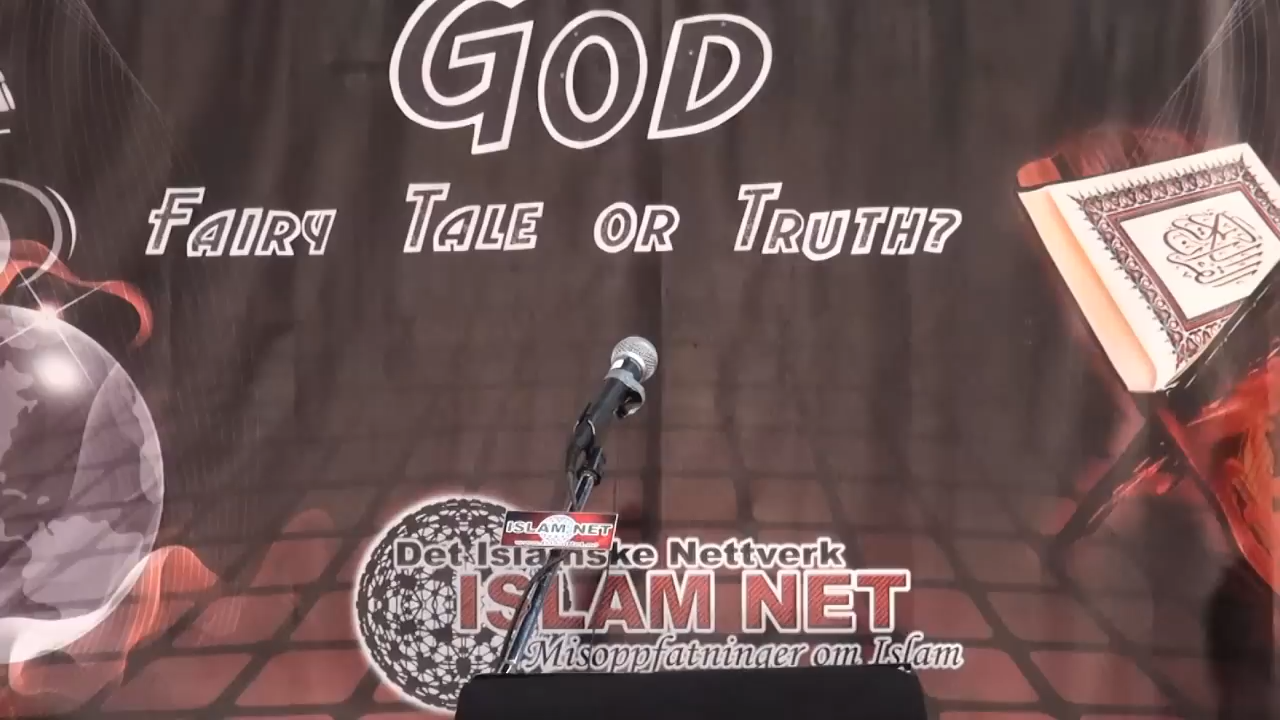 GOD
FAIRY TALE OR TRUTH?
ISLAM NET
Det Islamske Nettverk
ISLAM NET
Misoppfatninger om Islam